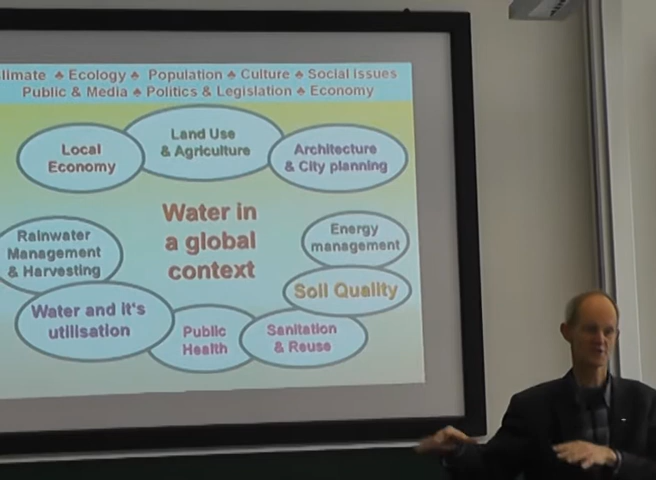 limate ♣ Ecology ♣ Population ♣ Culture ♣ Social Issues
Public & Media ♣ Politics & Legislation ♣ Economy
Local
Economy
Land Use
& Agriculture
Architecture
& City planning
Water in
a global
context
Rainwater
Management
& Harvesting
Energy
management
Soil Quality
Water and it's
utilisation
Public
Health
Sanitation
& Reuse